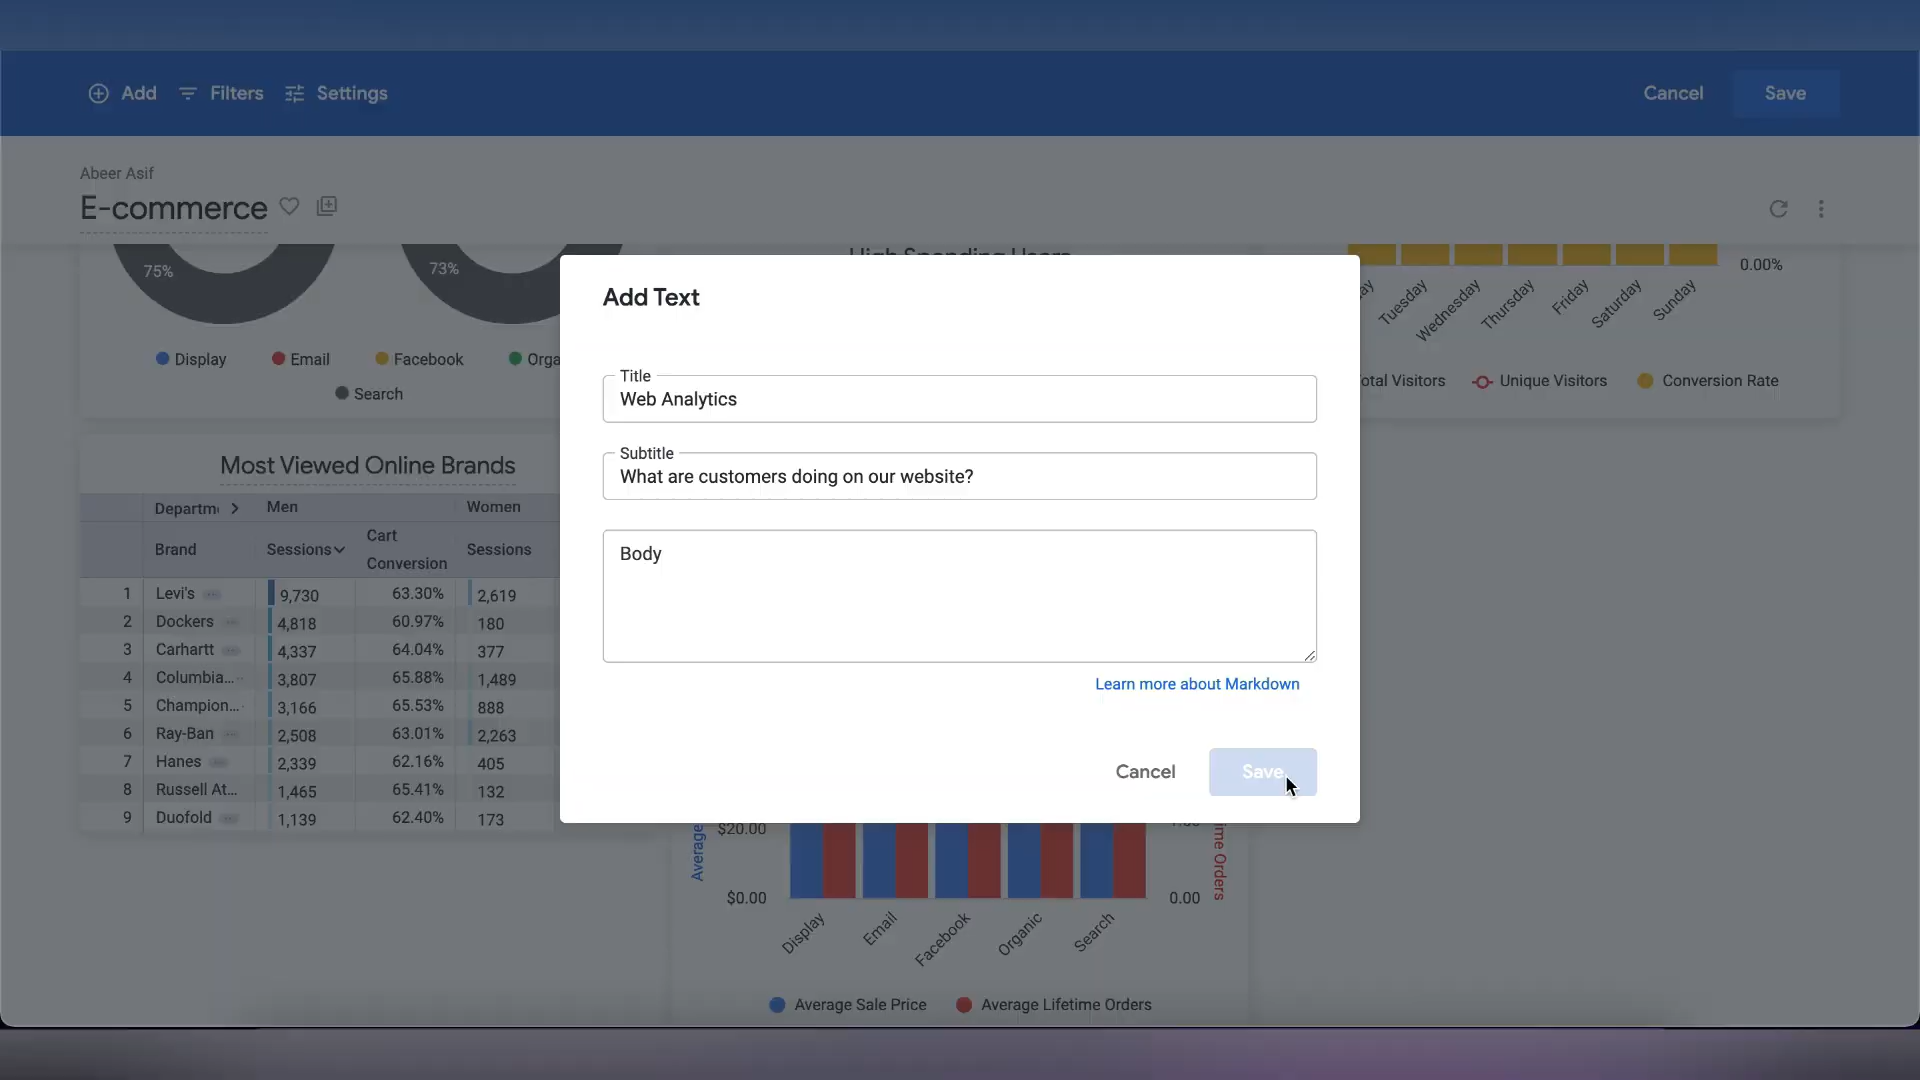 Add Filters Settings Cancel Save
Abeer Asif
E-commerce
75% 73%
Display Email Facebook
Search
High Spending Users
0.00%
Tuesday Wednesday Thursday Friday Saturday Sunday
Unique Visitors Conversion Rate
Add Text
Title
Web Analytics
Subtitle
What are customers doing on our website?
Body
Learn more about Markdown
Cancel Save
Most Viewed Online Brands
Departm Men Women
Brand Sessions Cart Conversion Sessions
1 Levi's 9,730 63.30% 2,619
2 Dockers 4,818 60.97% 180
3 Carhartt 4,337 64.04% 377
4 Columbia... 3,807 65.88% 1,489
5 Champion... 3,166 65.53% 888
6 Ray-Ban 2,508 63.01% 2,263
7 Hanes 2,339 62.16% 405
8 Russell At... 1,465 65.41% 132
9 Duofold 1,139 62.40% 173
Average
$20.00
$0.00 0.00
Orders
Display Email Facebook Organic Search
Average Sale Price Average Lifetime Orders